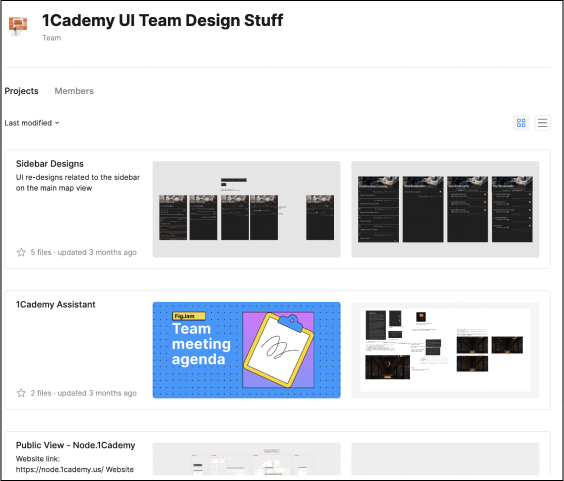 1Cademy UI Team Design Stuff
Team
Projects Members
Last modified
Sidebar Designs
UI re-designs related to the sidebar
on the main map view
5 files · updated 3 months ago
1Cademy Assistant
FigJam
Team
meeting
agenda
2 files · updated 3 months ago
Public View - Node.1Cademy
Website link:
https://node.1cademy.us/ Website